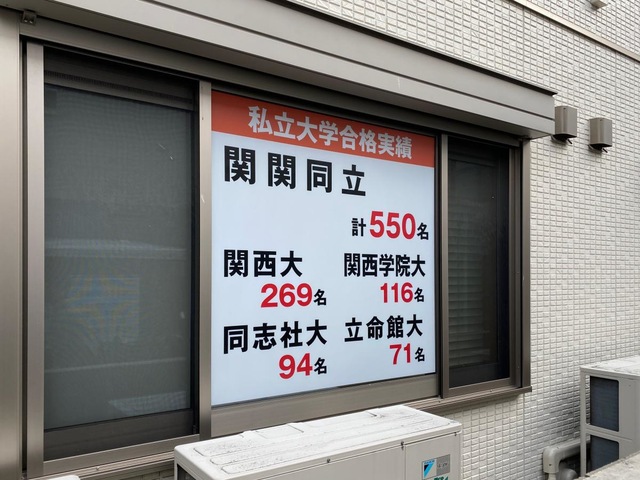 私立大学合格実績
関関同立
計550名
関西大 関西学院大
269名 116名
同志社大 立命館大
94名 71名